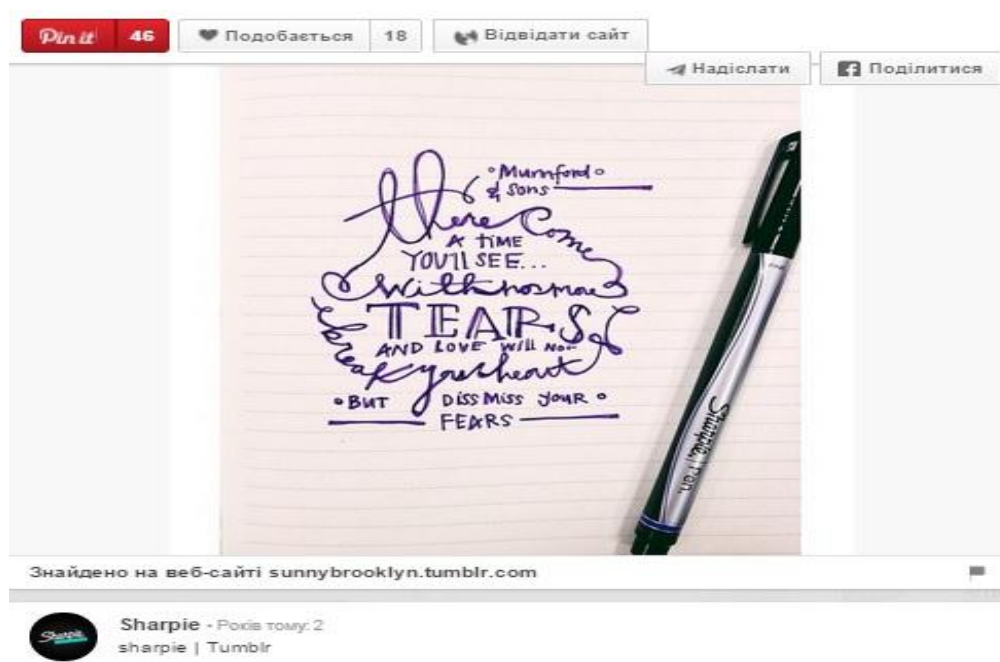 Pin it 46
Подобається 18
Відвідати сайт
Надіслати
Поділитися
Mumford
& Sons
there Come
A TiME
YOU'll SEE...
With no more
TEARS
AND LOVE Will NOT
break your heart
BUT DISSMiSS YOUR
FEARS
Sharpie. Pen.
Знайдено на веб-сайті sunnybrooklyn.tumblr.com
Sharpie
Sharpie - Років тому: 2
sharpie | Tumblr